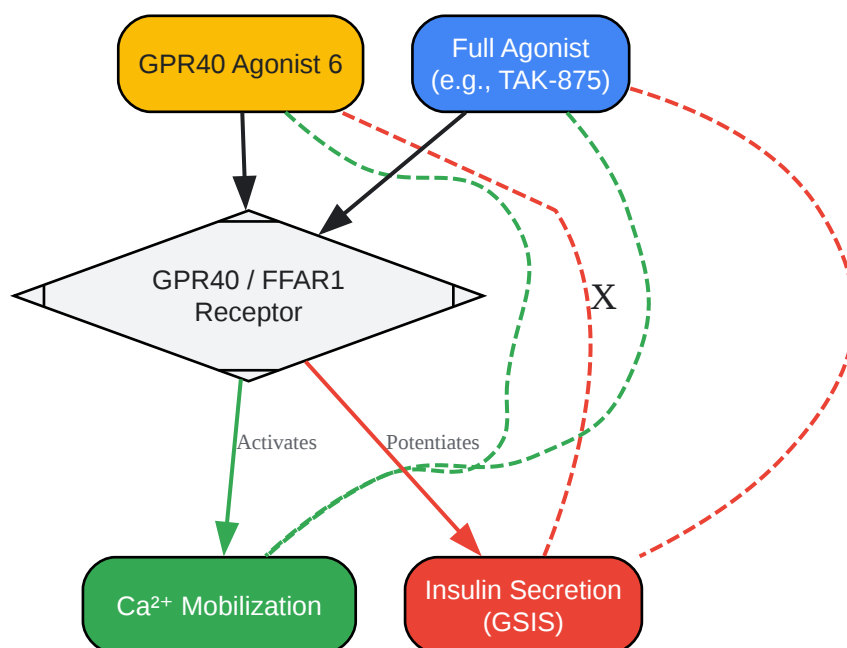 GPR40 Agonist 6
Full Agonist
(e.g., TAK-875)
GPR40 / FFAR1
Receptor
X
Activates
Potentiates
Ca²⁺ Mobilization
Insulin Secretion
(GSIS)